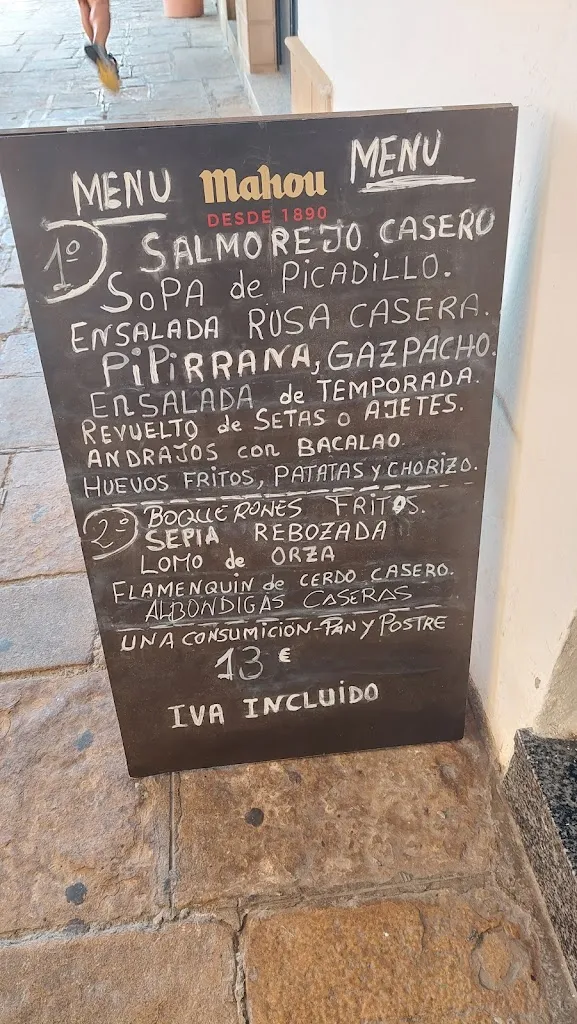 MENU
mahou
DESDE 1890
MENU
1º SALMOREJO CASERO
SOPA de PICADILLO.
ENSALADA RUSA CASERA.
PiPiRRANA, GAZPACHO.
ENSALADA de TEMPORADA.
REVUELTO de SETAS o AJETES.
ANDRAJOS con BACALAO.
HUEVOS FRITOS, PATATAS y CHORIZO.
2º BOQUERONES FRITOS.
SEPIA REBOZADA
LOMO de ORZA
FLAMENQUIN de CERDO CASERO.
ALBONDIGAS CASERAS
UNA CONSUMICIÓN-PAN Y POSTRE
13 €
IVA INCLUÍDO